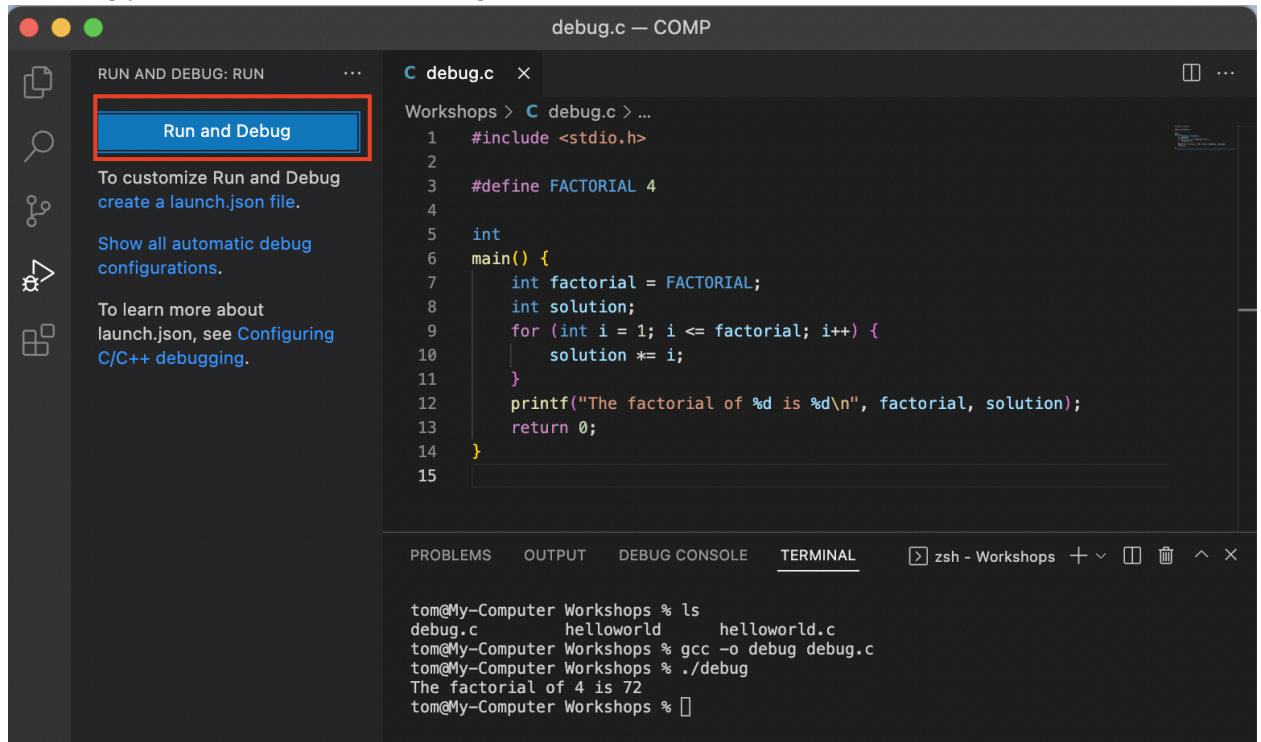 debug.c — COMP
RUN AND DEBUG: RUN ...
Run and Debug
To customize Run and Debug
create a launch.json file.
Show all automatic debug
configurations.
To learn more about
launch.json, see Configuring
C/C++ debugging.
C debug.c ×
Workshops > C debug.c > ...
1 #include <stdio.h>
2
3 #define FACTORIAL 4
4
5 int
6 main() {
7 int factorial = FACTORIAL;
8 int solution;
9 for (int i = 1; i <= factorial; i++) {
10 solution *= i;
11 }
12 printf("The factorial of %d is %d\n", factorial, solution);
13 return 0;
14 }
15
PROBLEMS OUTPUT DEBUG CONSOLE TERMINAL zsh - Workshops
tom@My-Computer Workshops % ls
debug.c helloworld helloworld.c
tom@My-Computer Workshops % gcc -o debug debug.c
tom@My-Computer Workshops % ./debug
The factorial of 4 is 72
tom@My-Computer Workshops %